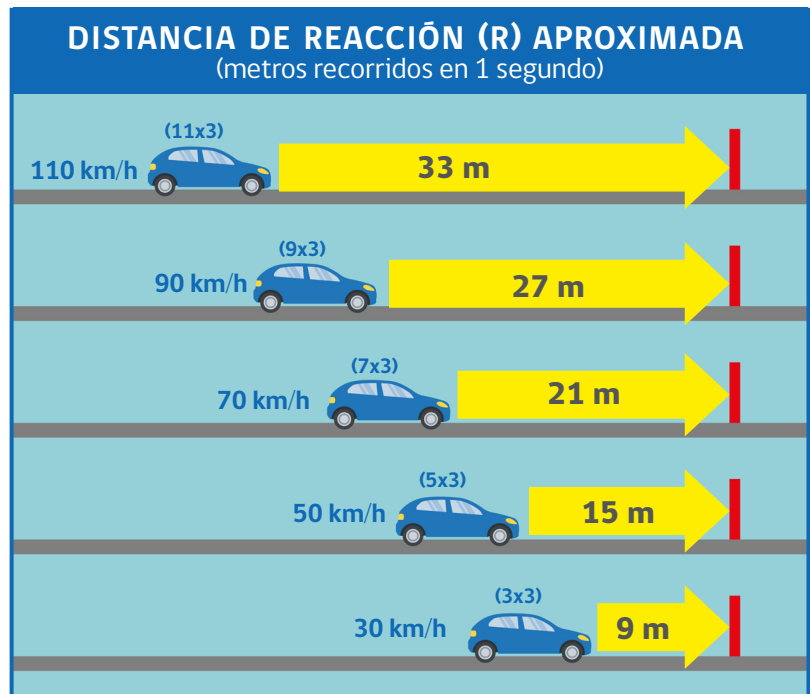 DISTANCIA DE REACCIÓN (R) APROXIMADA
(metros recorridos en 1 segundo)
(11x3)
110 km/h
33 m
(9x3)
90 km/h
27 m
(7x3)
70 km/h
21 m
(5x3)
50 km/h
15 m
(3x3)
30 km/h
9 m